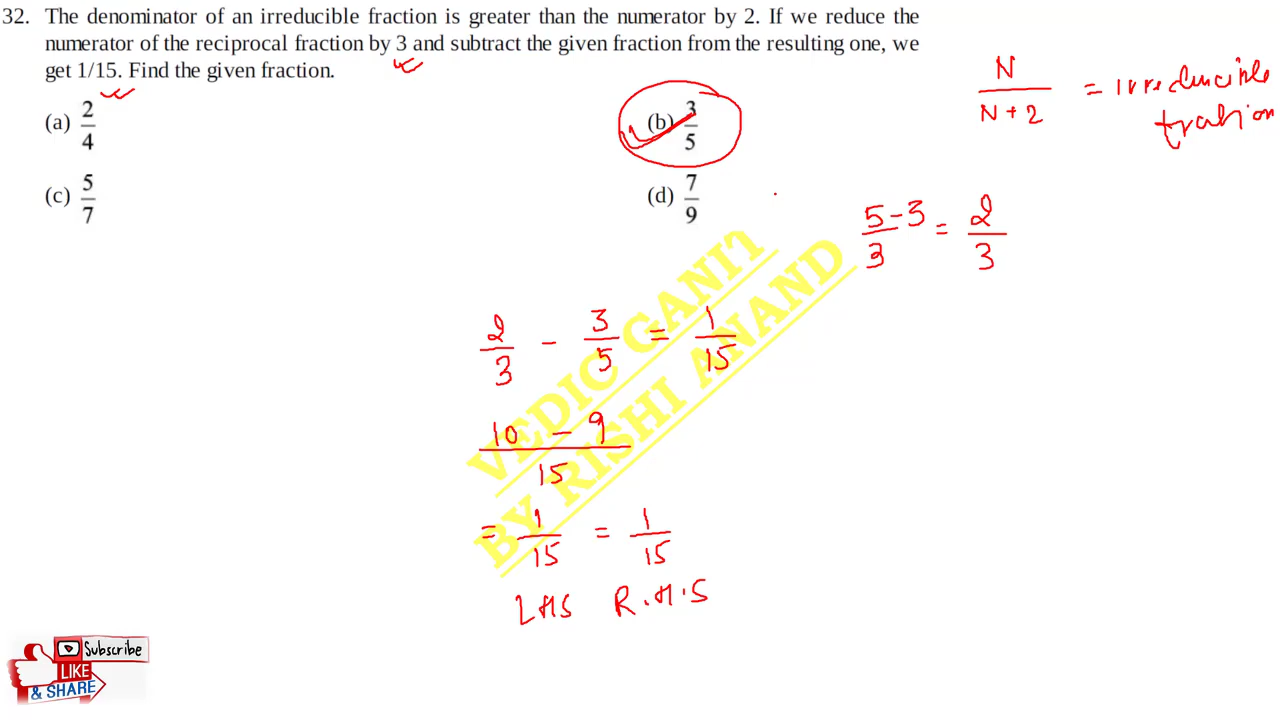 32. The denominator of an irreducible fraction is greater than the numerator by 2. If we reduce the
numerator of the reciprocal fraction by 3 and subtract the given fraction from the resulting one, we
get 1/15. Find the given fraction.
(a) 2/4
(b) 3/5
(c) 5/7
(d) 7/9
N/(N+2) = irreducible
fration
(5-3)/3 = 2/3
2/3 - 3/5 = 1/15
(10 - 9)/15
= 1/15 = 1/15
LHS R.H.S
VEDIC GANIT
BY RISHI ANAND
Subscribe
LIKE
& SHARE